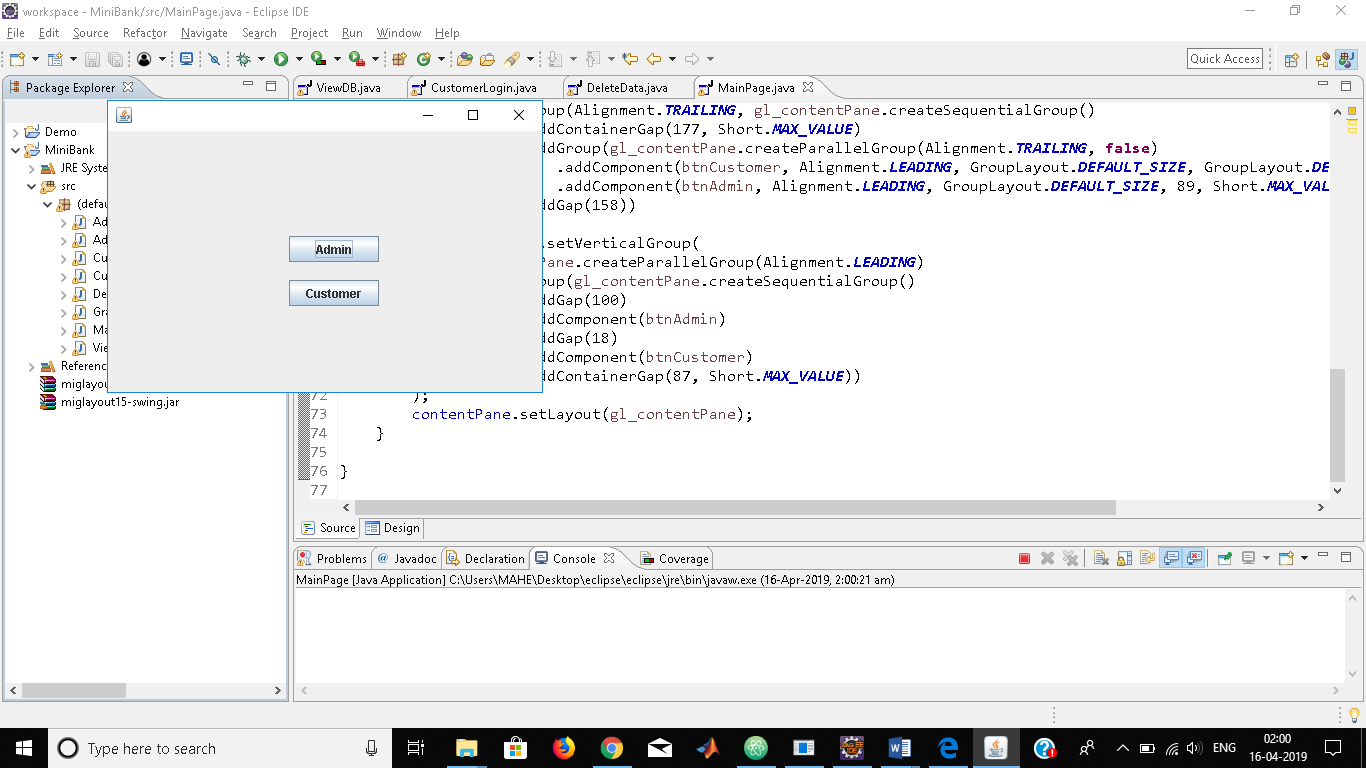 workspace - MiniBank/src/MainPage.java - Eclipse IDE
File Edit Source Refactor Navigate Search Project Run Window Help
Quick Access
Package Explorer
ViewDB.java CustomerLogin.java DeleteData.java MainPage.java
Demo
MiniBank
JRE Syste
src
(defau
Ad
Ad
Cu
Cu
De
Gra
Ma
Vie
Referenc
miglayou
miglayout15-swing.jar
Admin
Customer
up(Alignment.TRAILING, gl_contentPane.createSequentialGroup()
ddContainerGap(177, Short.MAX_VALUE)
ddGroup(gl_contentPane.createParallelGroup(Alignment.TRAILING, false)
.addComponent(btnCustomer, Alignment.LEADING, GroupLayout.DEFAULT_SIZE, GroupLayout.DE
.addComponent(btnAdmin, Alignment.LEADING, GroupLayout.DEFAULT_SIZE, 89, Short.MAX_VAL
ddGap(158))
.setVerticalGroup(
ane.createParallelGroup(Alignment.LEADING)
up(gl_contentPane.createSequentialGroup()
ddGap(100)
ddComponent(btnAdmin)
ddGap(18)
ddComponent(btnCustomer)
ddContainerGap(87, Short.MAX_VALUE))
72 );
73 contentPane.setLayout(gl_contentPane);
74 }
75
76 }
77
Source Design
Problems @ Javadoc Declaration Console Coverage
MainPage [Java Application] C:\Users\MAHE\Desktop\eclipse\eclipse\jre\bin\javaw.exe (16-Apr-2019, 2:00:21 am)
Type here to search
ENG
02:00
16-04-2019